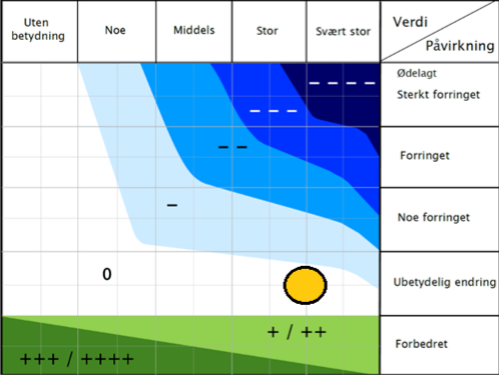 Uten
betydning
Noe
Middels
Stor
Svært stor
Verdi
Påvirkning
Ødelagt
Sterkt forringet
– – – –
– – –
Forringet
– –
Noe forringet
–
0
Ubetydelig endring
+ / ++
Forbedret
+++ / ++++